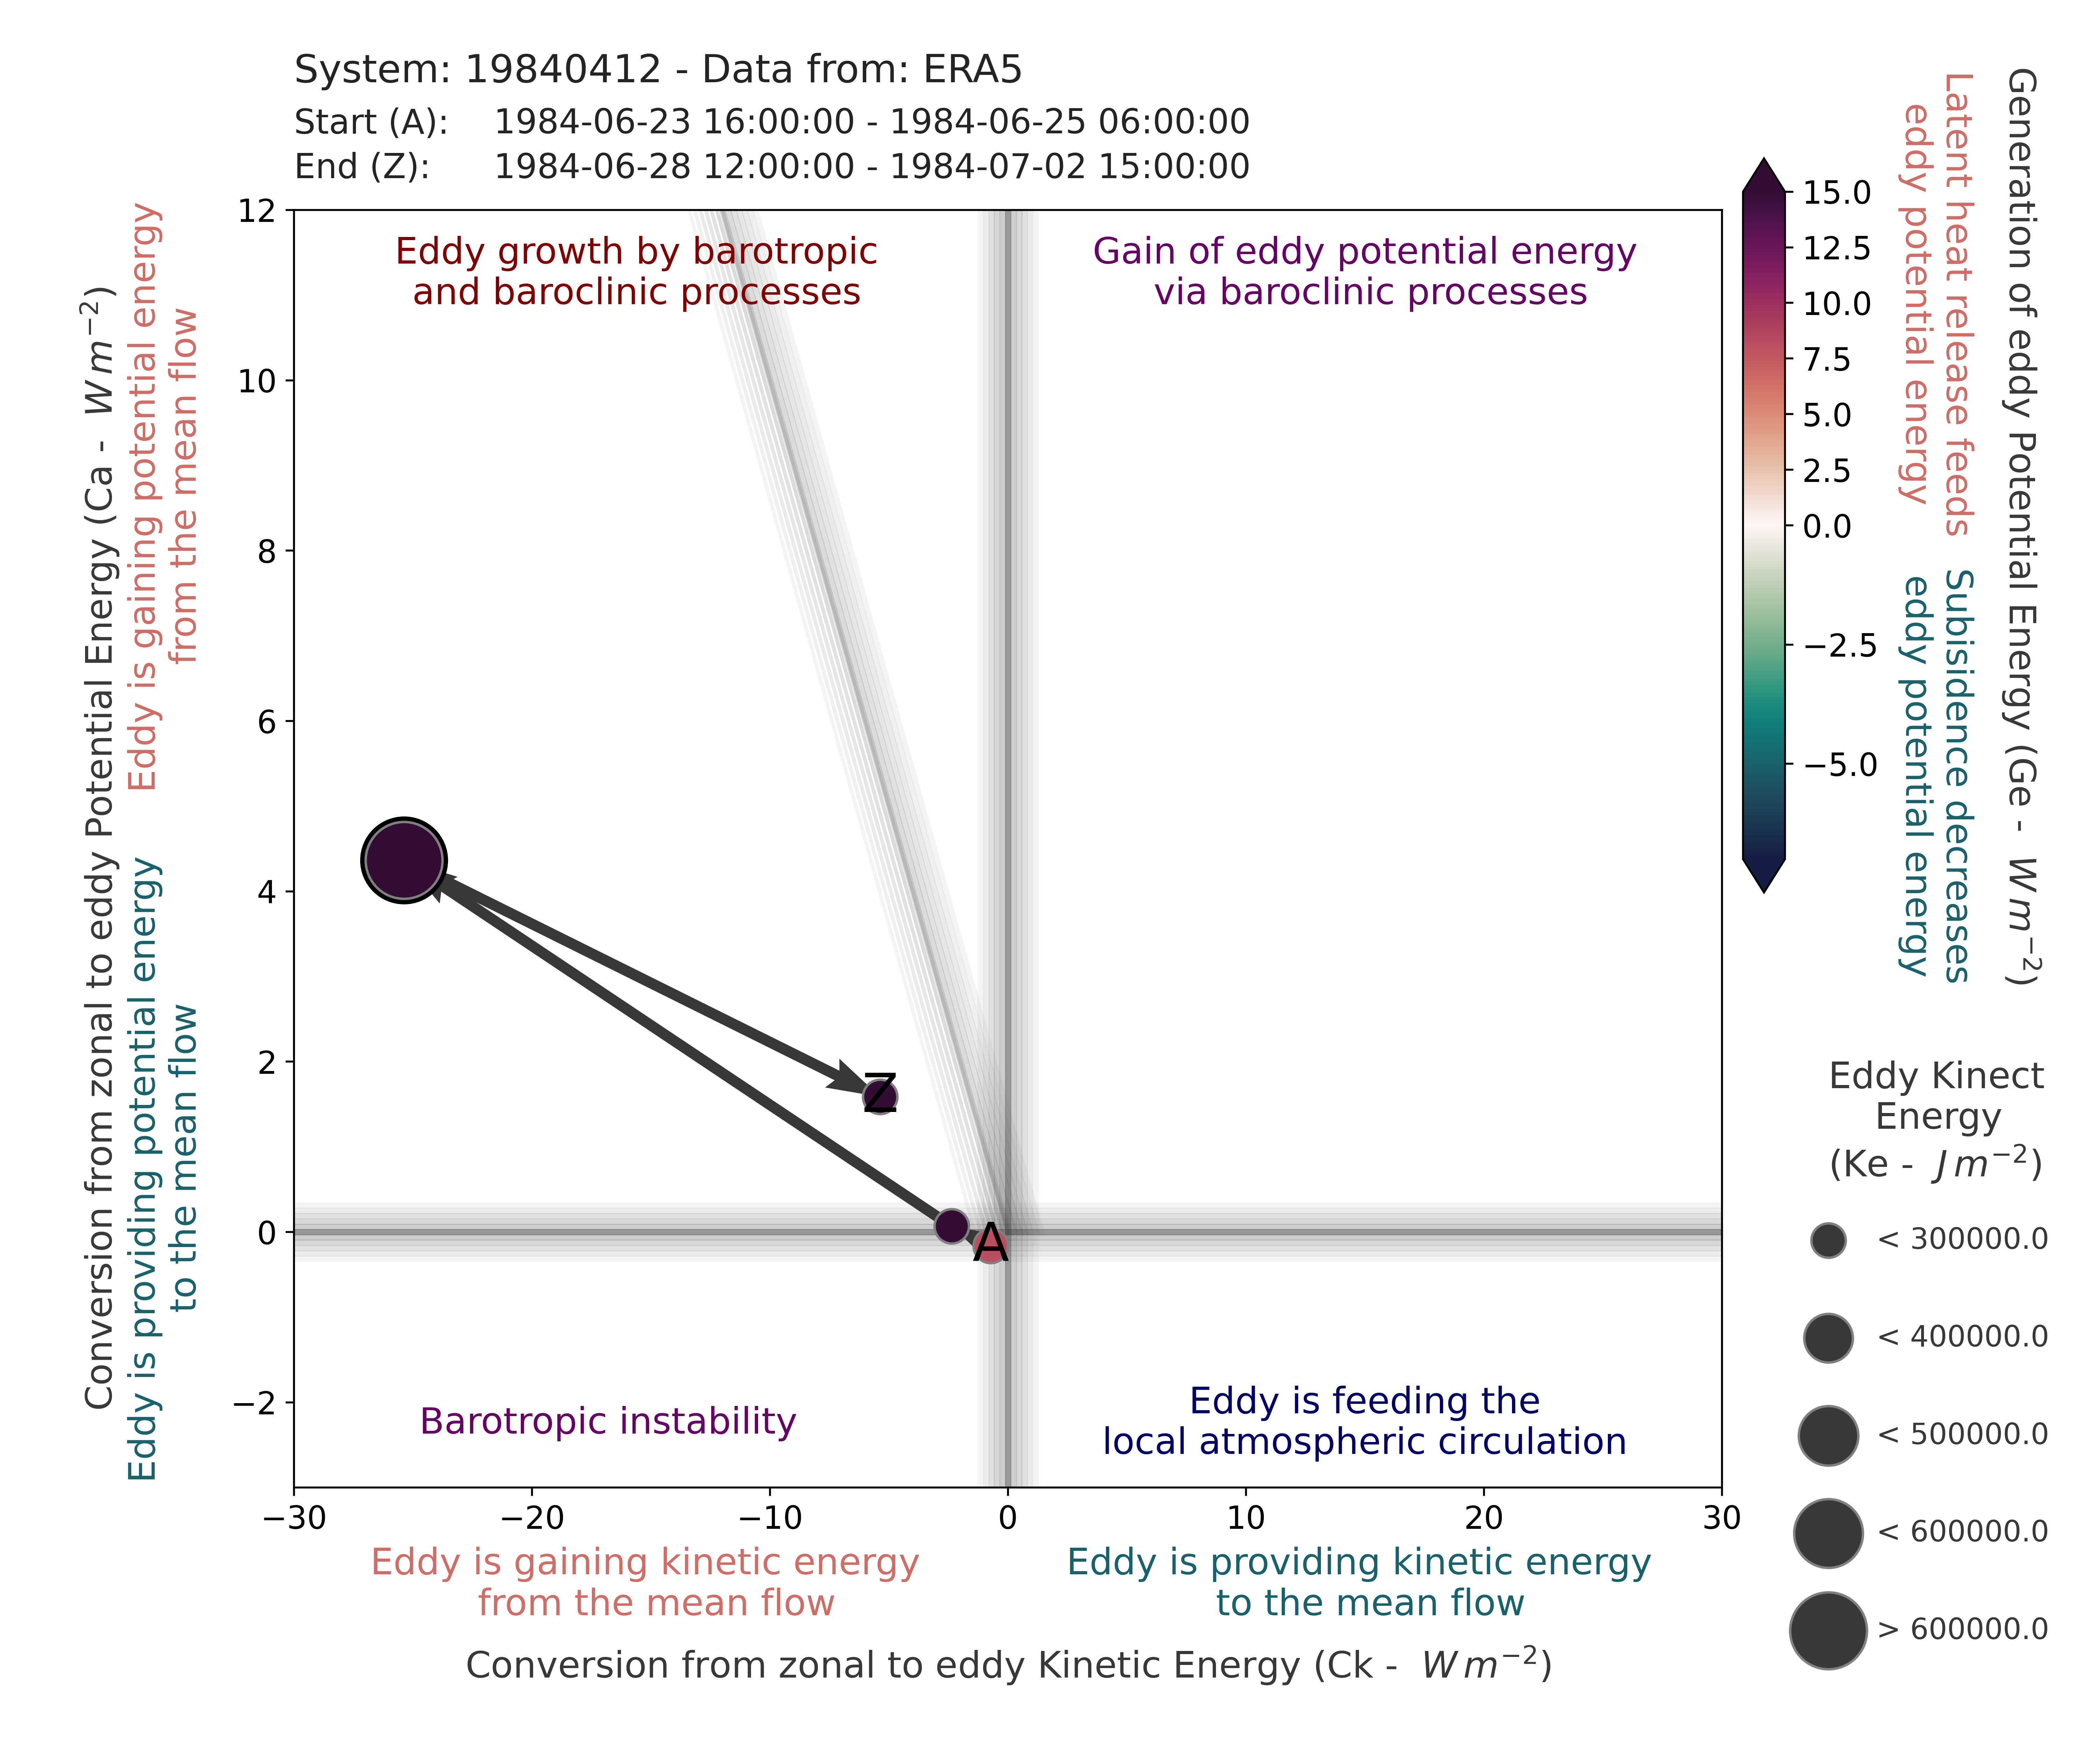 System: 19840412 - Data from: ERA5
Start (A): 1984-06-23 16:00:00 - 1984-06-25 06:00:00
End (Z): 1984-06-28 12:00:00 - 1984-07-02 15:00:00
Conversion from zonal to eddy Potential Energy (Ca - W m⁻²)
Eddy is gaining potential energy
from the mean flow
Eddy is providing potential energy
to the mean flow
12
10
8
6
4
2
0
−2
Eddy growth by barotropic
and baroclinic processes
Gain of eddy potential energy
via baroclinic processes
Z
A
Barotropic instability
Eddy is feeding the
local atmospheric circulation
−30
−20
−10
0
10
20
30
Eddy is gaining kinetic energy
from the mean flow
Eddy is providing kinetic energy
to the mean flow
Conversion from zonal to eddy Kinetic Energy (Ck - W m⁻²)
15.0
12.5
10.0
7.5
5.0
2.5
0.0
−2.5
−5.0
Latent heat release feeds
eddy potential energy
Subisidence decreases
eddy potential energy
Generation of eddy Potential Energy (Ge - W m⁻²)
Eddy Kinect
Energy
(Ke - J m⁻²)
< 300000.0
< 400000.0
< 500000.0
< 600000.0
> 600000.0